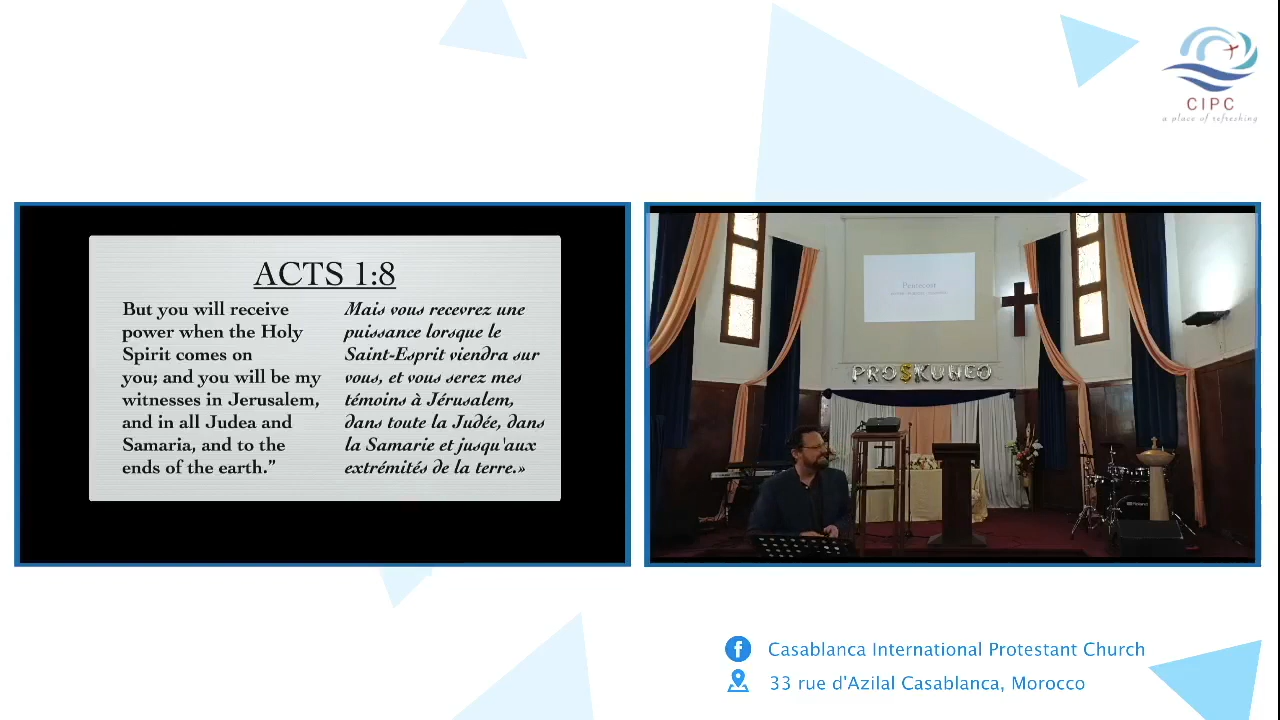 CIPC
a place of refreshing
ACTS 1:8
But you will receive
power when the Holy
Spirit comes on
you; and you will be my
witnesses in Jerusalem,
and in all Judea and
Samaria, and to the
ends of the earth.”
Mais vous recevrez une
puissance lorsque le
Saint-Esprit viendra sur
vous, et vous serez mes
témoins à Jérusalem,
dans toute la Judée, dans
la Samarie et jusqu'aux
extrémités de la terre.»
Pentecost
PROSKUNEO
Casablanca International Protestant Church
33 rue d'Azilal Casablanca, Morocco